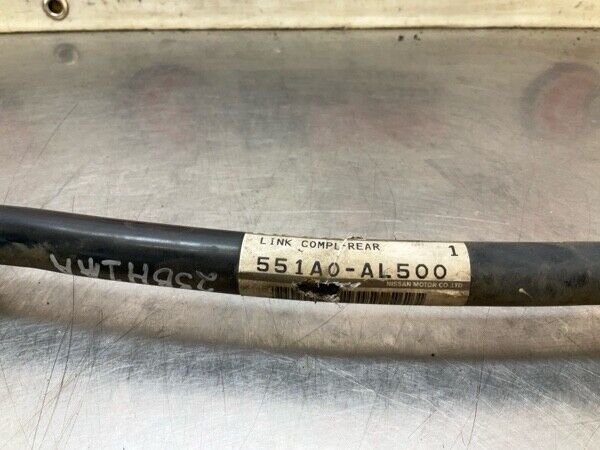 LINK COMPL-REAR 1
551A0-AL500
NISSAN MOTOR CO.,LTD